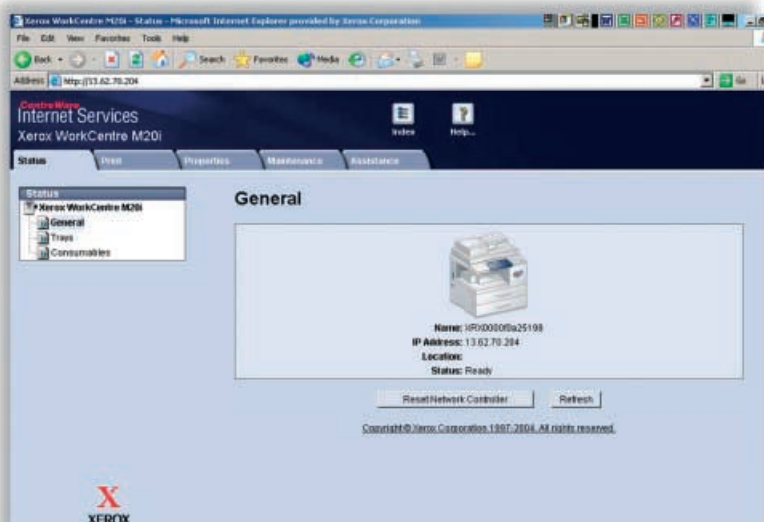 Xerox WorkCentre M20i - Status - Microsoft Internet Explorer provided by Xerox Corporation
File Edit View Favorites Tools Help
Back Search Favorites Media
Address http://13.62.70.204 Go
CentreWare
Internet Services
Xerox WorkCentre M20i
Index Help...
Status Print Properties Maintenance Assistance
Status
Xerox WorkCentre M20i
General
Trays
Consumables
General
Name: XRX0000f0a25198
IP Address: 13.62.70.204
Location:
Status: Ready
Reset Network Controller Refresh
Copyright © Xerox Corporation 1997-2004. All rights reserved.
X
XEROX